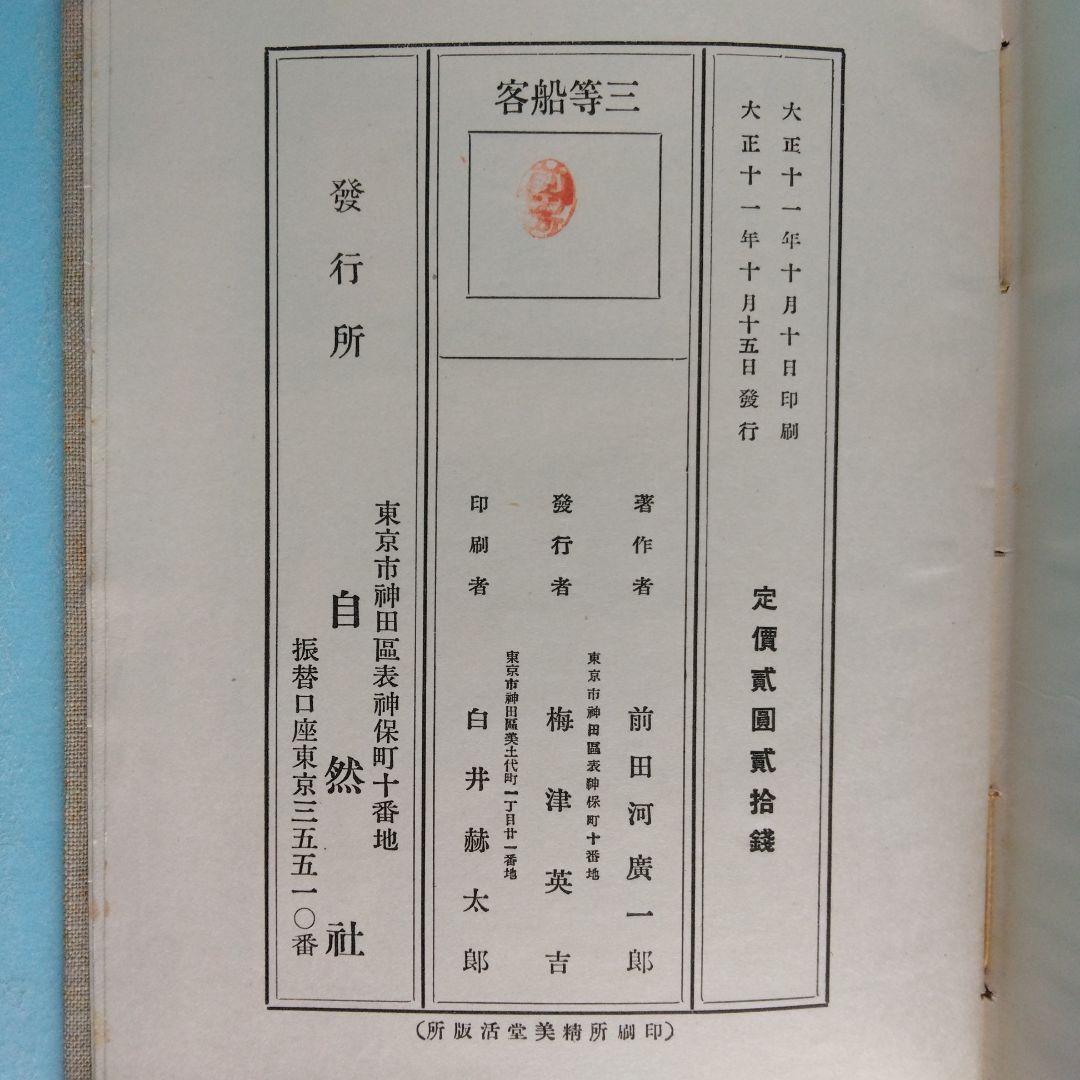 大正十一年十月十日印刷
大正十一年十月十五日發行
定價貳圓貳拾錢
三等船客
著作者 前田河廣一郎
東京市神田區表神保町十番地
發行者 梅津英吉
東京市神田區美土代町一丁目廿一番地
印刷者 白井赫太郎
東京市神田區表神保町十番地
發行所 自然社
振替口座東京三五五一〇番
(印刷所精美堂活版所)